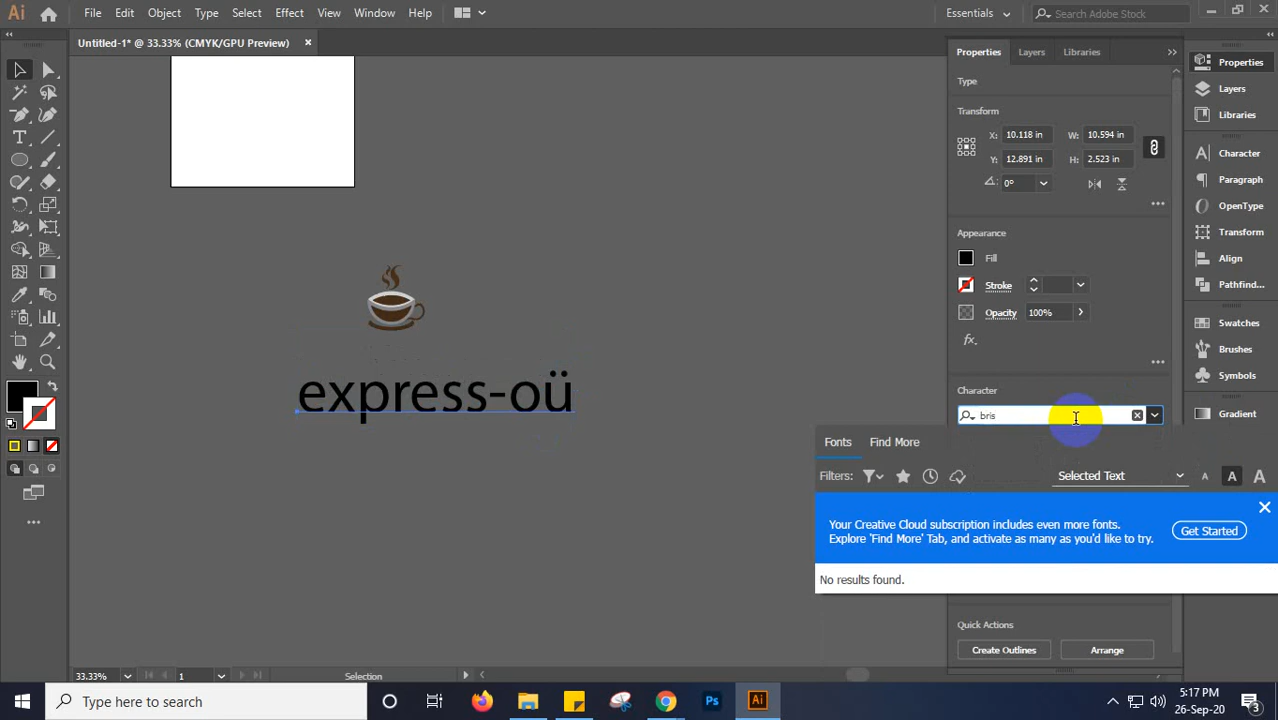 Ai File Edit Object Type Select Effect View Window Help Essentials Search Adobe Stock
Untitled-1* @ 33.33% (CMYK/GPU Preview) ×
Properties Layers Libraries
Type
Transform
X: 10.118 in W: 10.594 in
Y: 12.891 in H: 2.523 in
0°
Appearance
Fill
Stroke
Opacity 100%
fx.
Character
bris
Fonts Find More
Filters: Selected Text A A A
Your Creative Cloud subscription includes even more fonts.
Explore 'Find More' Tab, and activate as many as you'd like to try.
Get Started
No results found.
Quick Actions
Create Outlines Arrange
Properties
Layers
Libraries
Character
Paragraph
OpenType
Transform
Align
Pathfind...
Swatches
Brushes
Symbols
Gradient
express-oü
33.33% 1 Selection
Type here to search
Ps Ai
5:17 PM
26-Sep-20
3